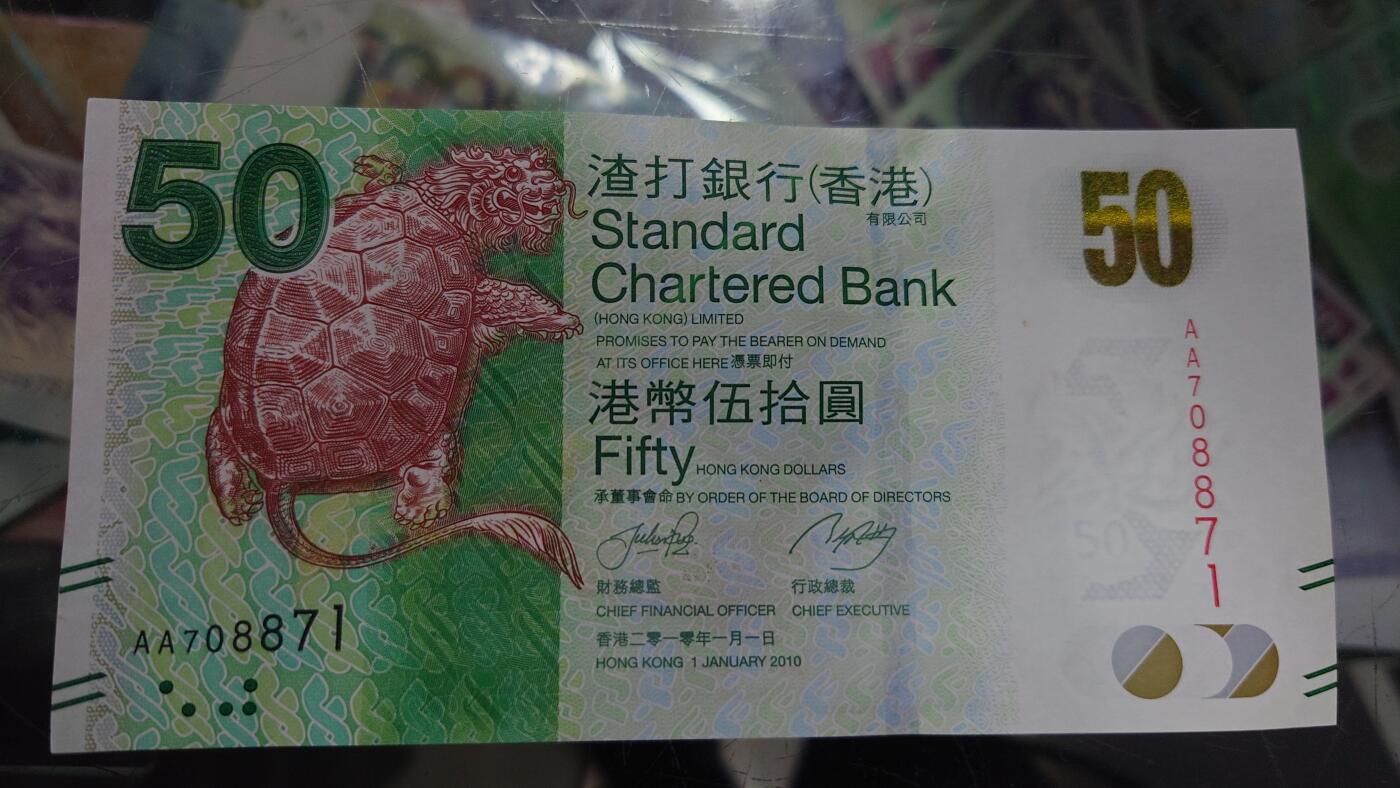 50
渣打銀行(香港)
有限公司
Standard
Chartered Bank
(HONG KONG) LIMITED
PROMISES TO PAY THE BEARER ON DEMAND
AT ITS OFFICE HERE 憑票即付
港幣伍拾圓
Fifty HONG KONG DOLLARS
承董事會命 BY ORDER OF THE BOARD OF DIRECTORS
財務總監 行政總裁
CHIEF FINANCIAL OFFICER CHIEF EXECUTIVE
香港二零一零年一月一日
HONG KONG 1 JANUARY 2010
AA708871
50
AA708871
50